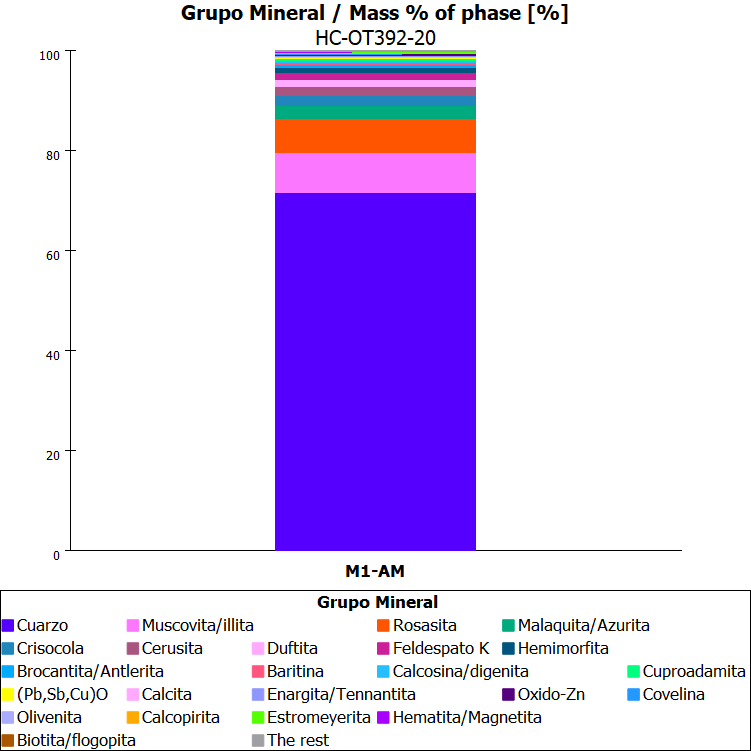 Grupo Mineral / Mass % of phase [%]
HC-OT392-20
100
80
60
40
20
0
M1-AM
Grupo Mineral
Cuarzo Muscovita/illita Rosasita Malaquita/Azurita
Crisocola Cerusita Duftita Feldespato K Hemimorfita
Brocantita/Antlerita Baritina Calcosina/digenita Cuproadamita
(Pb,Sb,Cu)O Calcita Enargita/Tennantita Oxido-Zn Covelina
Olivenita Calcopirita Estromeyerita Hematita/Magnetita
Biotita/flogopita The rest